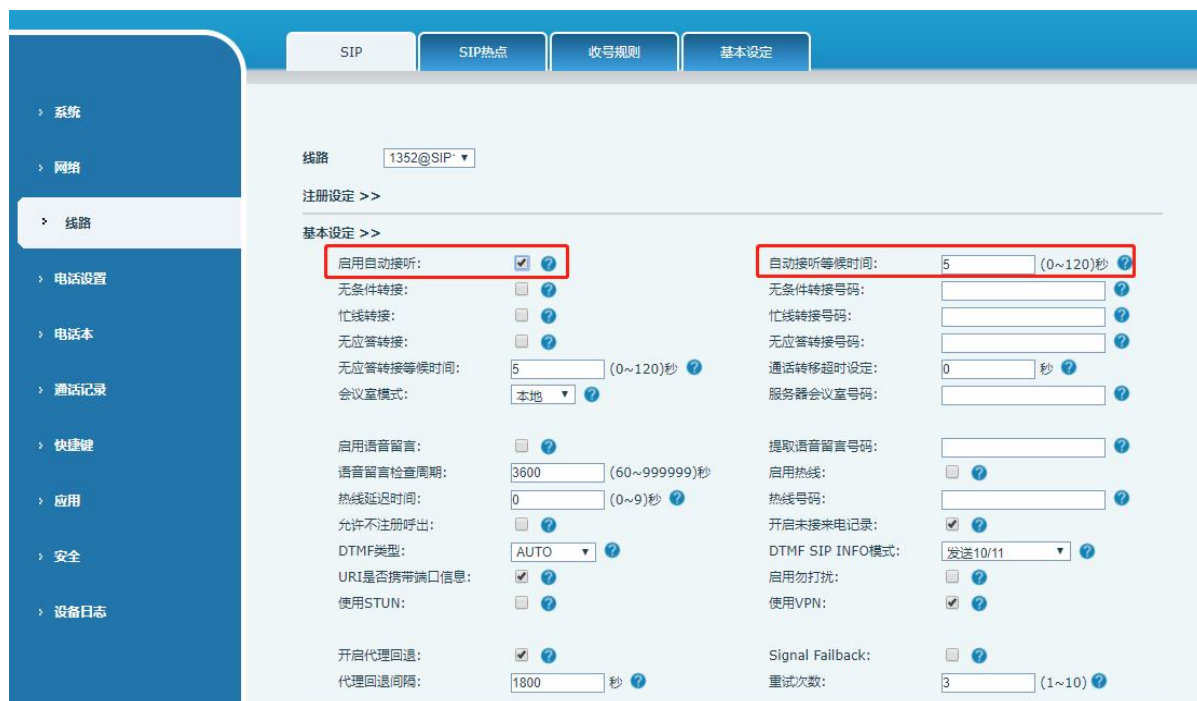 SIP SIP热点 收号规则 基本设定
› 系统
› 网络
› 线路
› 电话设置
› 电话本
› 通话记录
› 快捷键
› 应用
› 安全
› 设备日志
线路 1352@SIP
注册设定 >>
基本设定 >>
启用自动接听: 自动接听等候时间: 5 (0~120)秒
无条件转接: 无条件转接号码:
忙线转接: 忙线转接号码:
无应答转接: 无应答转接号码:
无应答转接等候时间: 5 (0~120)秒 通话转移超时设定: 0 秒
会议室模式: 本地 服务器会议室号码:
启用语音留言: 提取语音留言号码:
语音留言检查周期: 3600 (60~999999)秒 启用热线:
热线延迟时间: 0 (0~9)秒 热线号码:
允许不注册呼出: 开启未接来电记录:
DTMF类型: AUTO DTMF SIP INFO模式: 发送10/11
URI是否携带端口信息: 启用勿打扰:
使用STUN: 使用VPN:
开启代理回退: Signal Failback:
代理回退间隔: 1800 秒 重试次数: 3 (1~10)